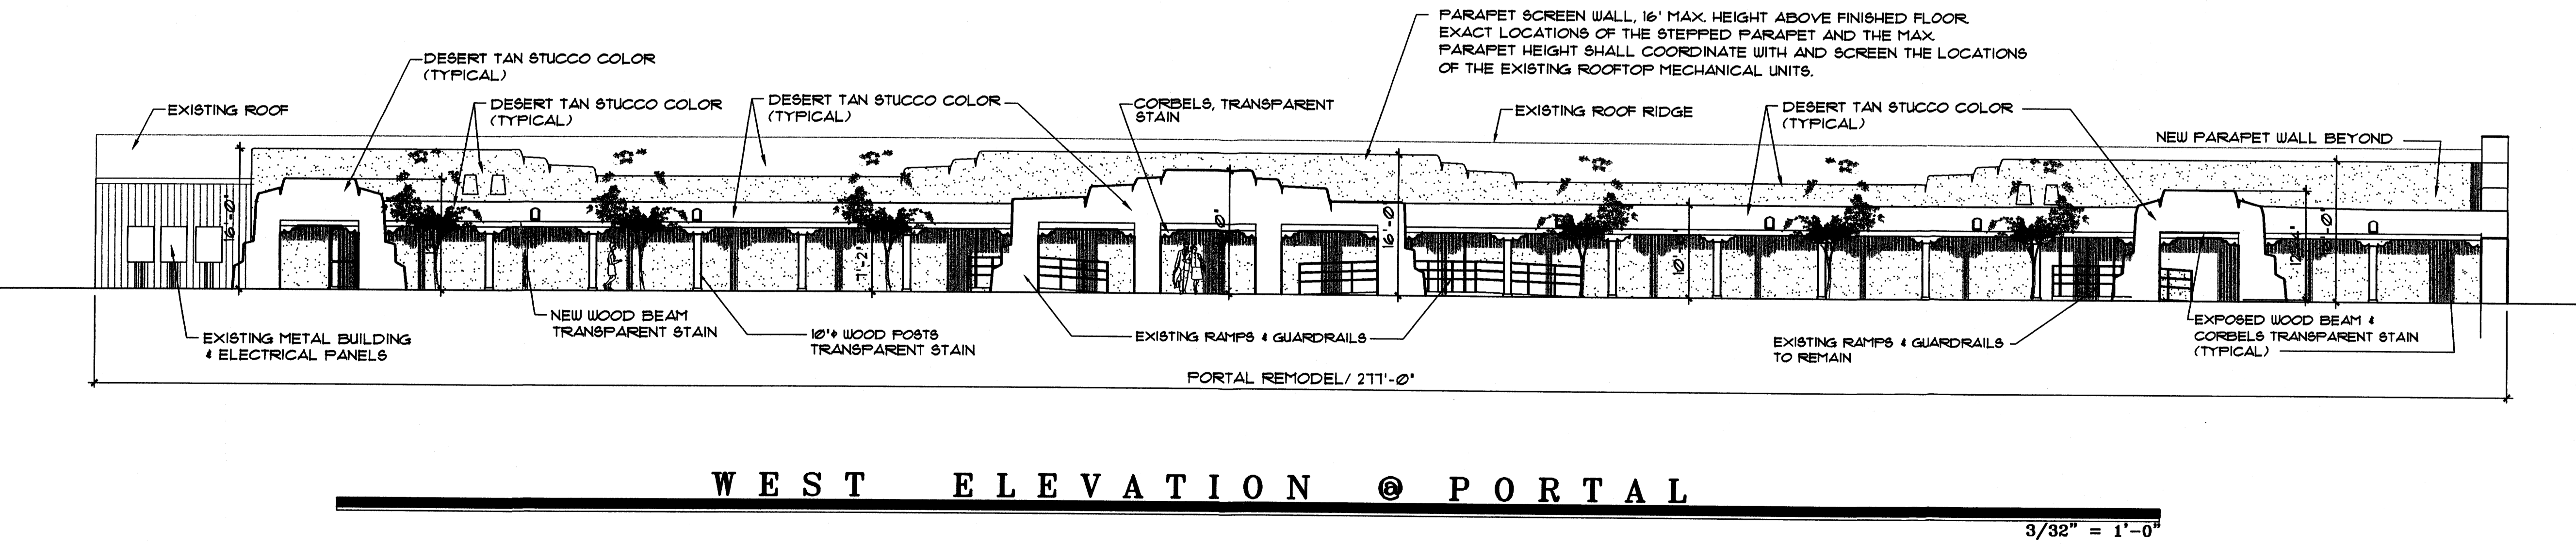 PARAPET SCREEN WALL, 16' MAX. HEIGHT ABOVE FINISHED FLOOR.
EXACT LOCATIONS OF THE STEPPED PARAPET AND THE MAX.
PARAPET HEIGHT SHALL COORDINATE WITH AND SCREEN THE LOCATIONS
OF THE EXISTING ROOFTOP MECHANICAL UNITS.
DESERT TAN STUCCO COLOR
(TYPICAL)
EXISTING ROOF
DESERT TAN STUCCO COLOR
(TYPICAL)
DESERT TAN STUCCO COLOR
(TYPICAL)
CORBELS, TRANSPARENT
STAIN
EXISTING ROOF RIDGE
DESERT TAN STUCCO COLOR
(TYPICAL)
NEW PARAPET WALL BEYOND
16'-0"
16'-0"
EXISTING METAL BUILDING
& ELECTRICAL PANELS
NEW WOOD BEAM
TRANSPARENT STAIN
10"Φ WOOD POSTS
TRANSPARENT STAIN
EXISTING RAMPS & GUARDRAILS
EXISTING RAMPS & GUARDRAILS
TO REMAIN
EXPOSED WOOD BEAM &
CORBELS TRANSPARENT STAIN
(TYPICAL)
PORTAL REMODEL/ 277'-0"
WEST ELEVATION @ PORTAL
3/32" = 1'-0"